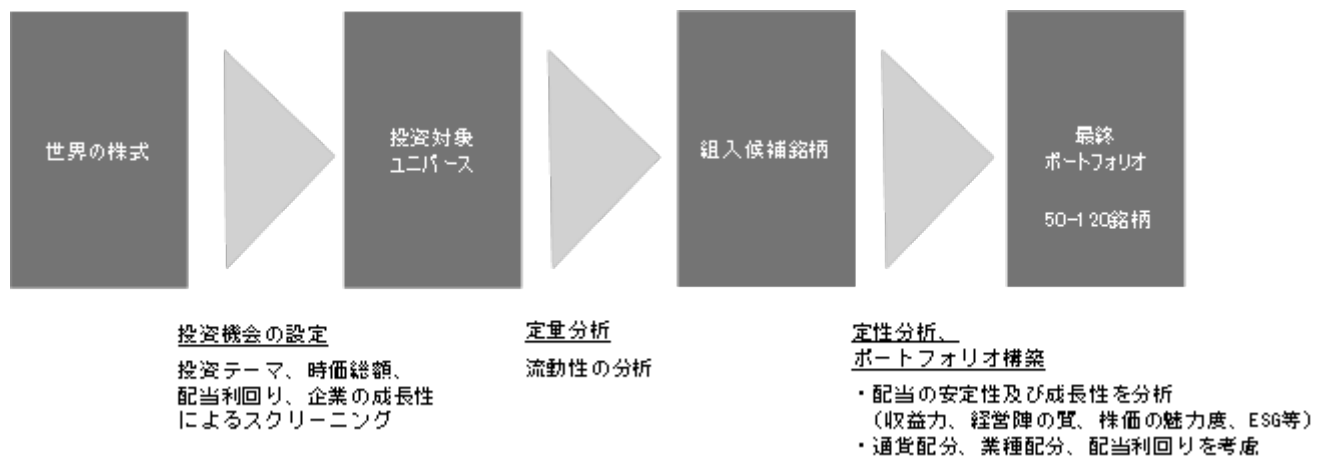 世界の株式
投資対象
ユニバース
組入候補銘柄
最終
ポートフォリオ
50-120銘柄
投資機会の設定
投資テーマ、時価総額、
配当利回り、企業の成長性
によるスクリーニング
定量分析
流動性の分析
定性分析、
ポートフォリオ構築
・配当の安定性及び成長性を分析
（収益力、経営陣の質、株価の魅力度、ESG等）
・通貨配分、業種配分、配当利回りを考慮